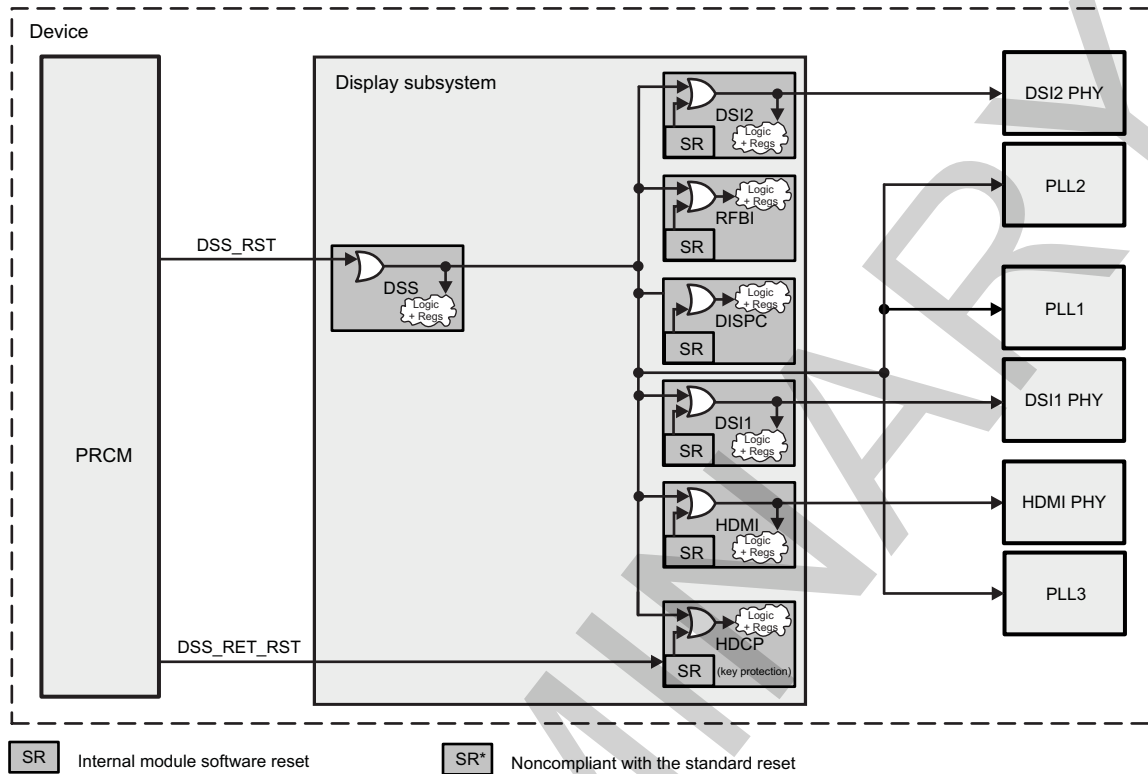 Device
PRCM
Display subsystem
DSS_RST
DSS
Logic
+ Regs
DSI2
SR
Logic
+ Regs
RFBI
SR
Logic
+ Regs
DISPC
SR
Logic
+ Regs
DSI1
SR
Logic
+ Regs
HDMI
SR
Logic
+ Regs
DSS_RET_RST
HDCP
SR
(key protection)
Logic
+ Regs
DSI2 PHY
PLL2
PLL1
DSI1 PHY
HDMI PHY
PLL3
SR Internal module software reset
SR* Noncompliant with the standard reset
MINARY